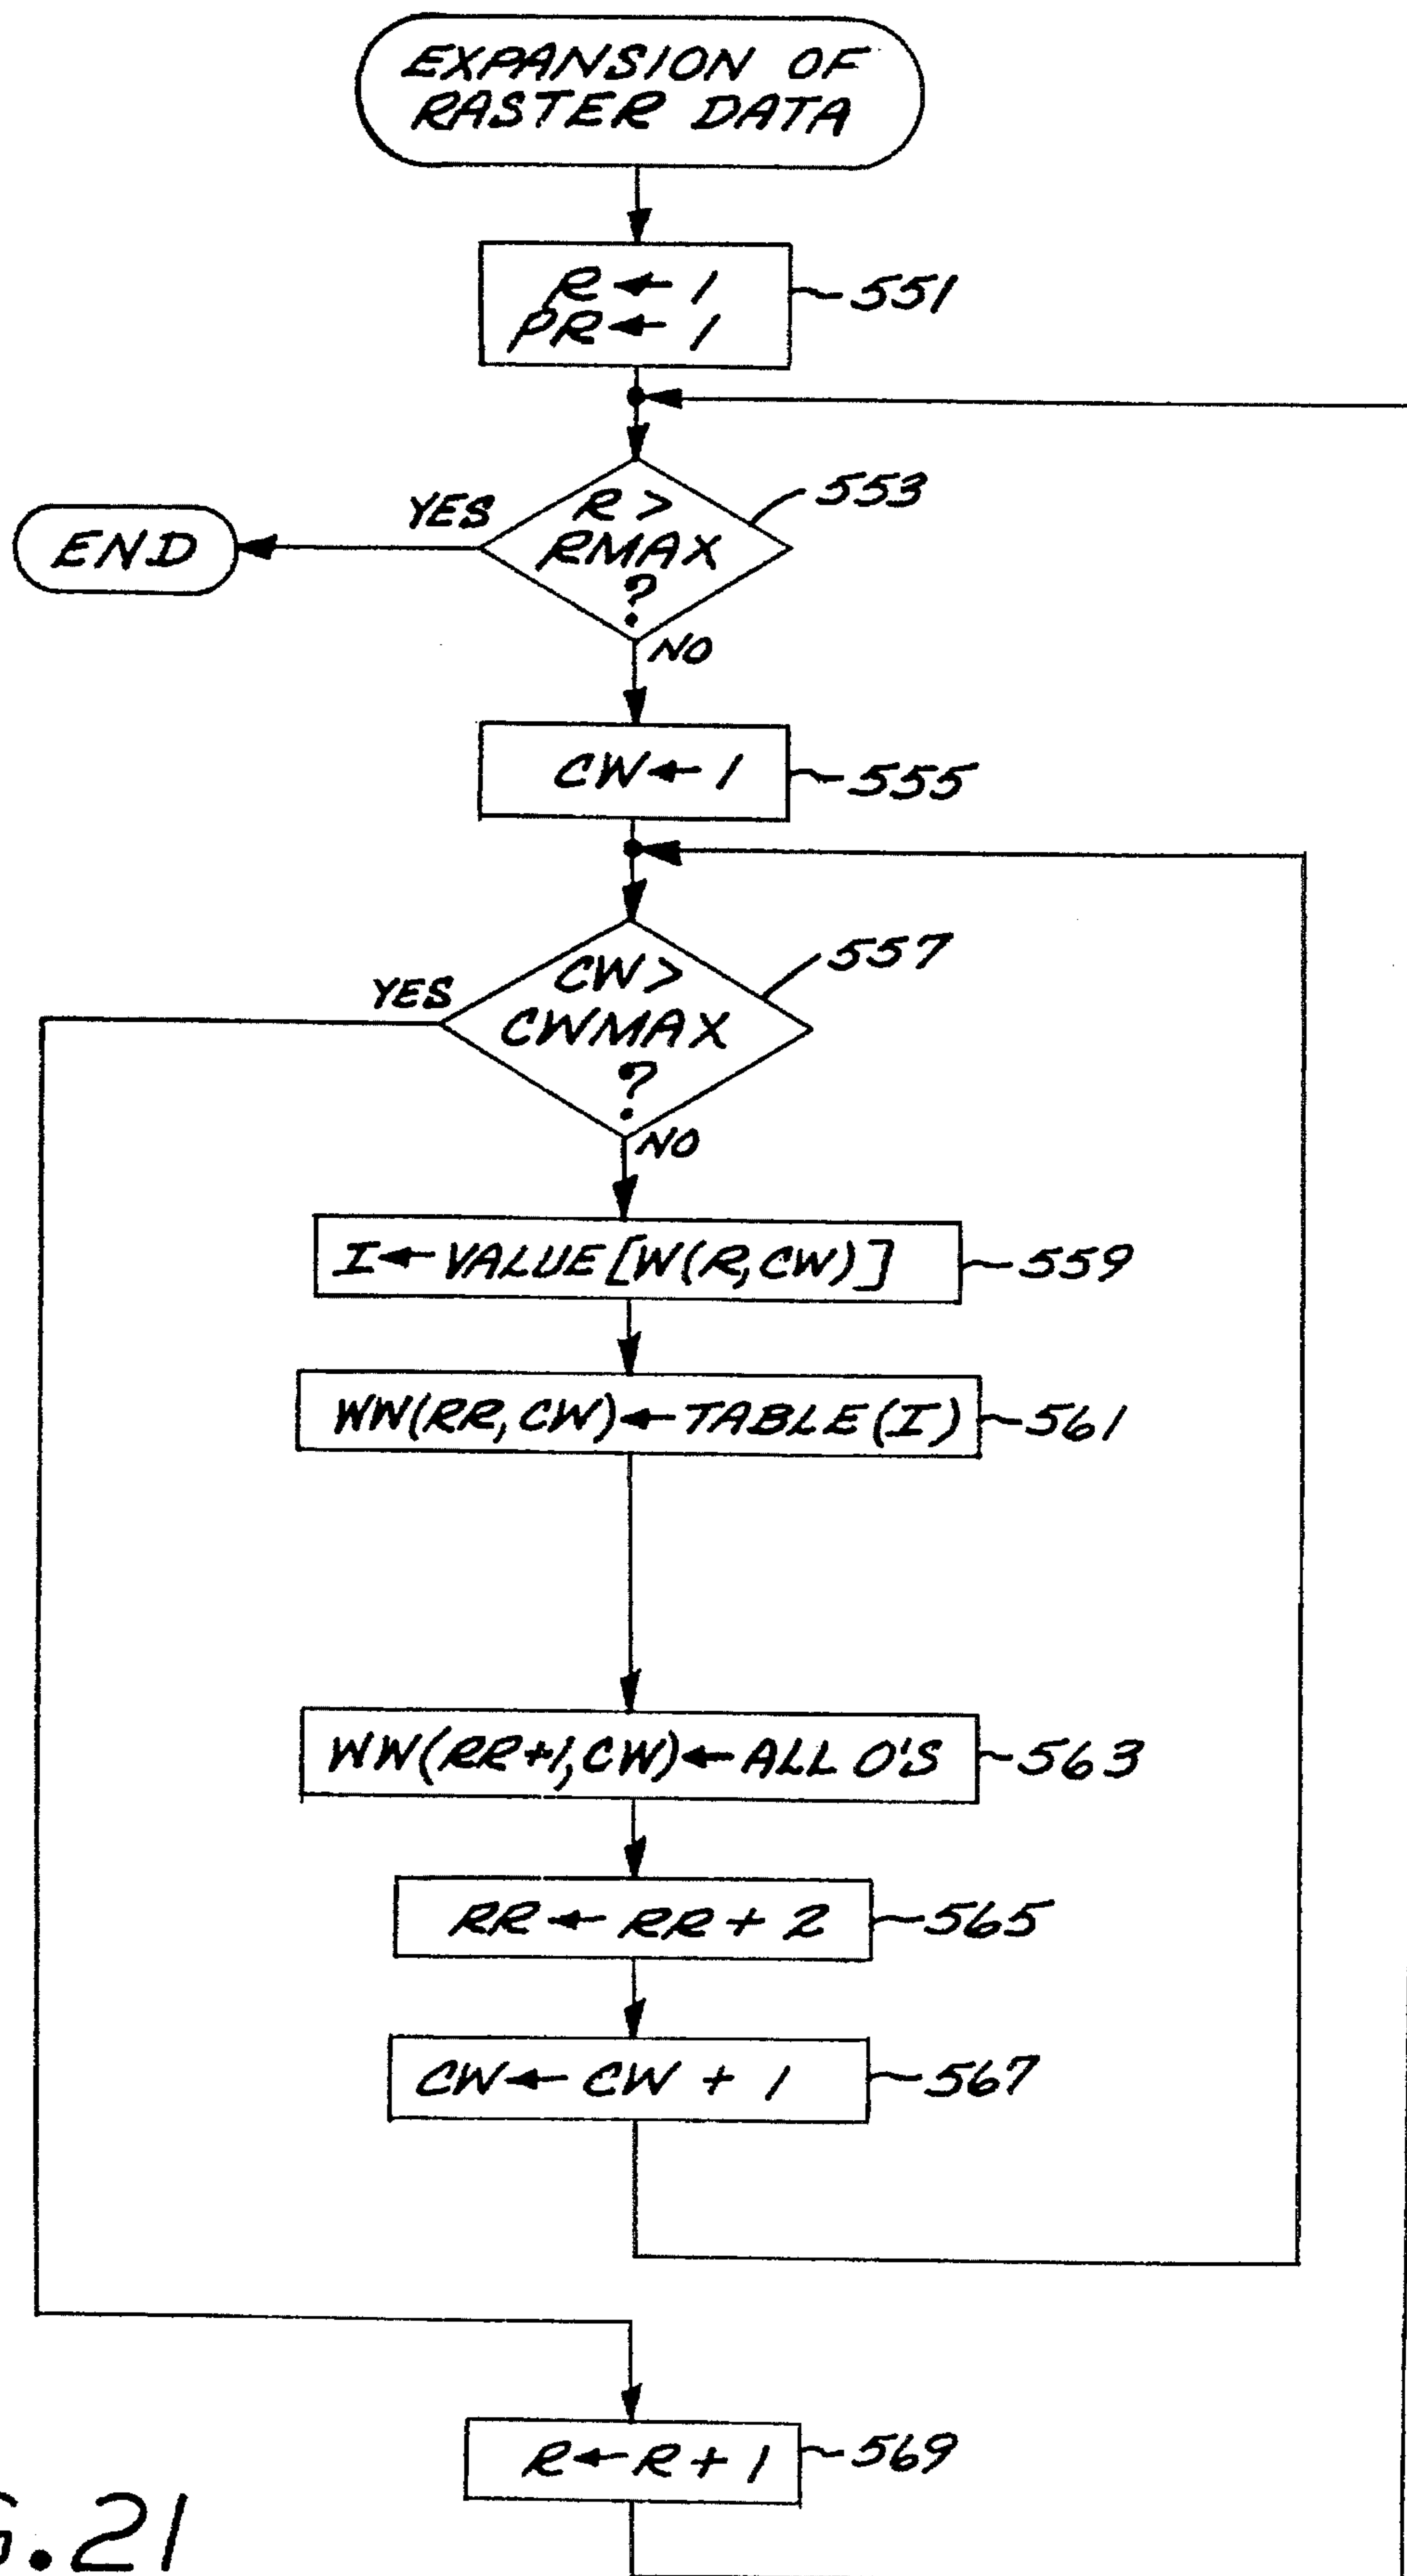 EXPANSION OF
RASTER DATA
R ← 1
PR ← 1
551
R >
RMAX
?
553
YES
END
NO
CW ← 1
555
CW >
CWMAX
?
557
YES
NO
I ← VALUE [W(R,CW)]
559
WW(RR,CW) ← TABLE(I)
561
WW(RR+1,CW) ← ALL 0'S
563
RR ← RR + 2
565
CW ← CW + 1
567
R ← R + 1
569
G.21